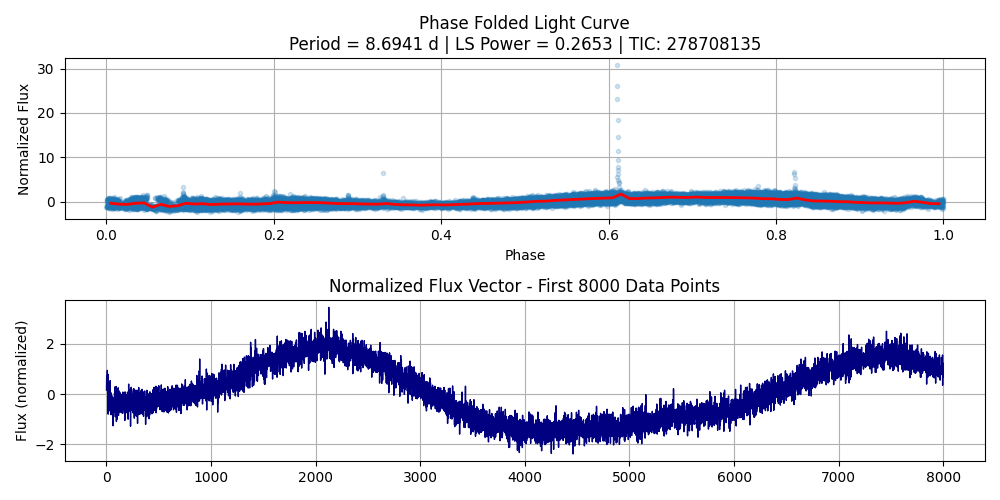 Phase Folded Light Curve
Period = 8.6941 d | LS Power = 0.2653 | TIC: 278708135
30
20
10
0
Normalized Flux
0.0 0.2 0.4 0.6 0.8 1.0
Phase
Normalized Flux Vector - First 8000 Data Points
2
0
−2
Flux (normalized)
0 1000 2000 3000 4000 5000 6000 7000 8000